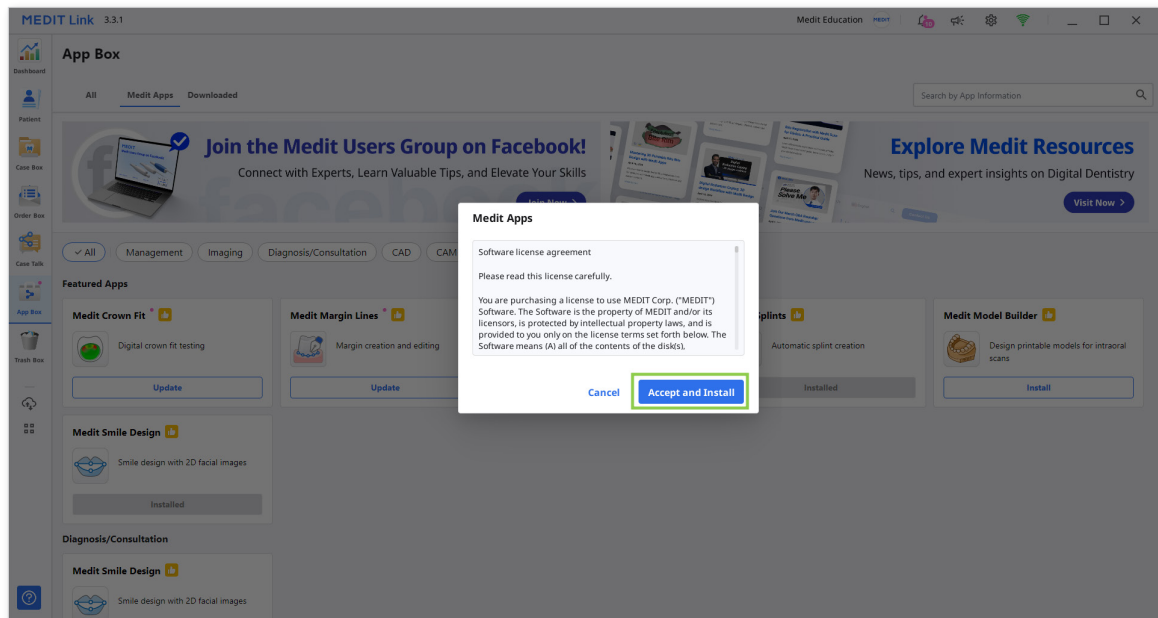 MEDIT Link 3.3.1
Medit Education
MEDIT
App Box
Dashboard
Patient
Case Box
Order Box
Case Talk
App Box
Trash Box
All Medit Apps Downloaded
Search by App Information
Join the Medit Users Group on Facebook!
Connect with Experts, Learn Valuable Tips, and Elevate Your Skills
Join Now >
Explore Medit Resources
News, tips, and expert insights on Digital Dentistry
Visit Now >
All Management Imaging Diagnosis/Consultation CAD CAM
Featured Apps
Medit Crown Fit
Digital crown fit testing
Update
Medit Margin Lines
Margin creation and editing
Update
Splints
Automatic splint creation
Installed
Medit Model Builder
Design printable models for intraoral
scans
Install
Medit Smile Design
Smile design with 2D facial images
Installed
Diagnosis/Consultation
Medit Smile Design
Smile design with 2D facial images
Medit Apps
Software license agreement
Please read this license carefully.
You are purchasing a license to use MEDIT Corp. ("MEDIT")
Software. The Software is the property of MEDIT and/or its
licensors, is protected by intellectual property laws, and is
provided to you only on the license terms set forth below. The
Software means (A) all of the contents of the disk(s),
Cancel Accept and Install